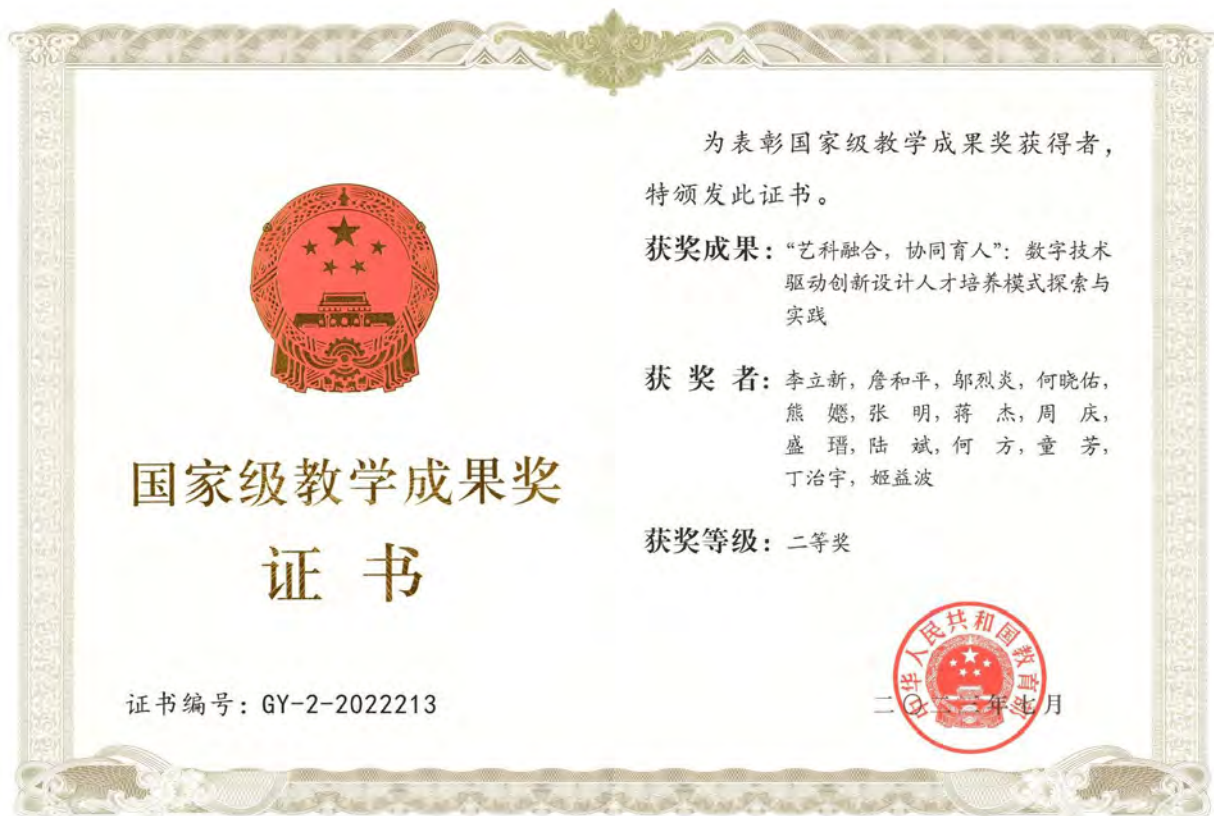 国家级教学成果奖
证 书
证书编号：GY-2-2022213
为表彰国家级教学成果奖获得者，
特颁发此证书。
获奖成果：“艺科融合，协同育人”：数字技术
驱动创新设计人才培养模式探索与
实践
获 奖 者：李立新，詹和平，邬烈炎，何晓佑，
熊 嫕，张 明，蒋 杰，周 庆，
盛 瑨，陆 斌，何 方，童 芳，
丁治宇，姬益波
获奖等级：二等奖
中华人民共和国教育部
二〇二三年七月